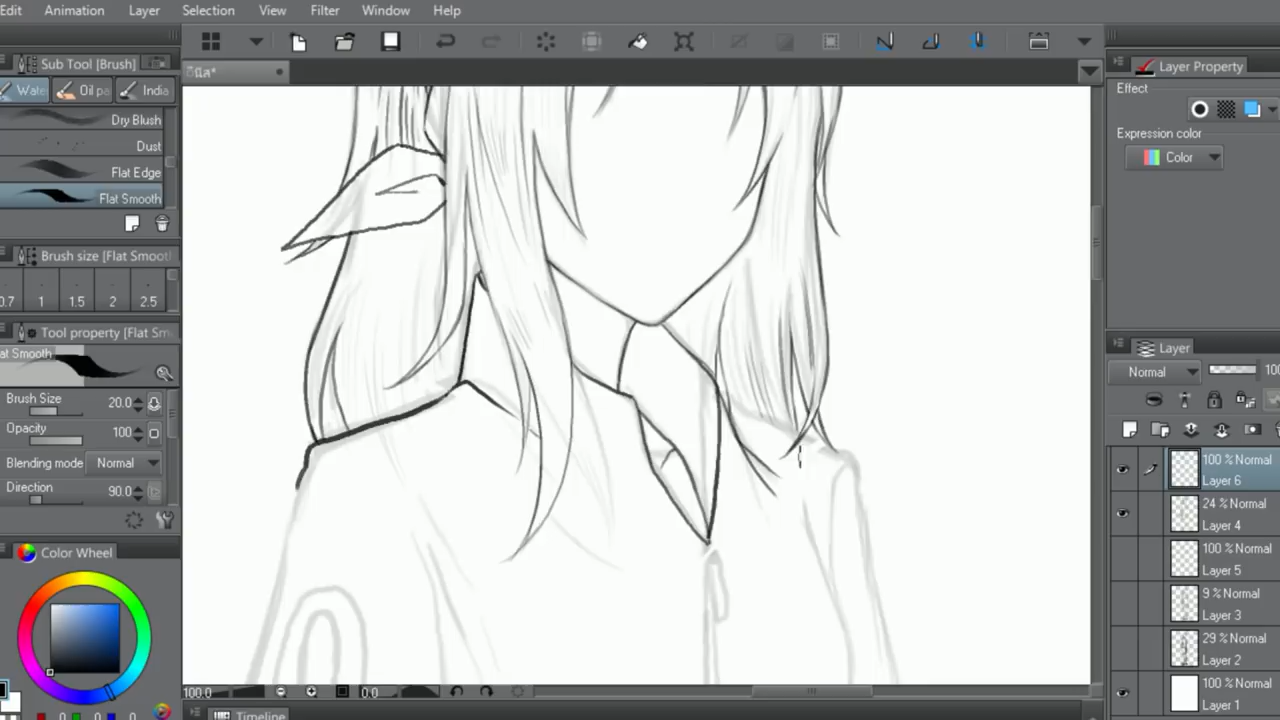 Edit Animation Layer Selection View Filter Window Help
Sub Tool [Brush]
Wate Oil pa India
Dry Blush
Dust
Flat Edge
Flat Smooth
Brush size [Flat Smoot
0.7 1 1.5 2 2.5
Tool property [Flat Sm
at Smooth
Brush Size 20.0
Opacity 100
Blending mode Normal
Direction 90.0
Color Wheel
100.0 0.0
Timeline
Layer Property
Effect
Expression color
Color
Layer
Normal 100
100 % Normal
Layer 6
24 % Normal
Layer 4
100 % Normal
Layer 5
9 % Normal
Layer 3
29 % Normal
Layer 2
100 % Normal
Layer 1